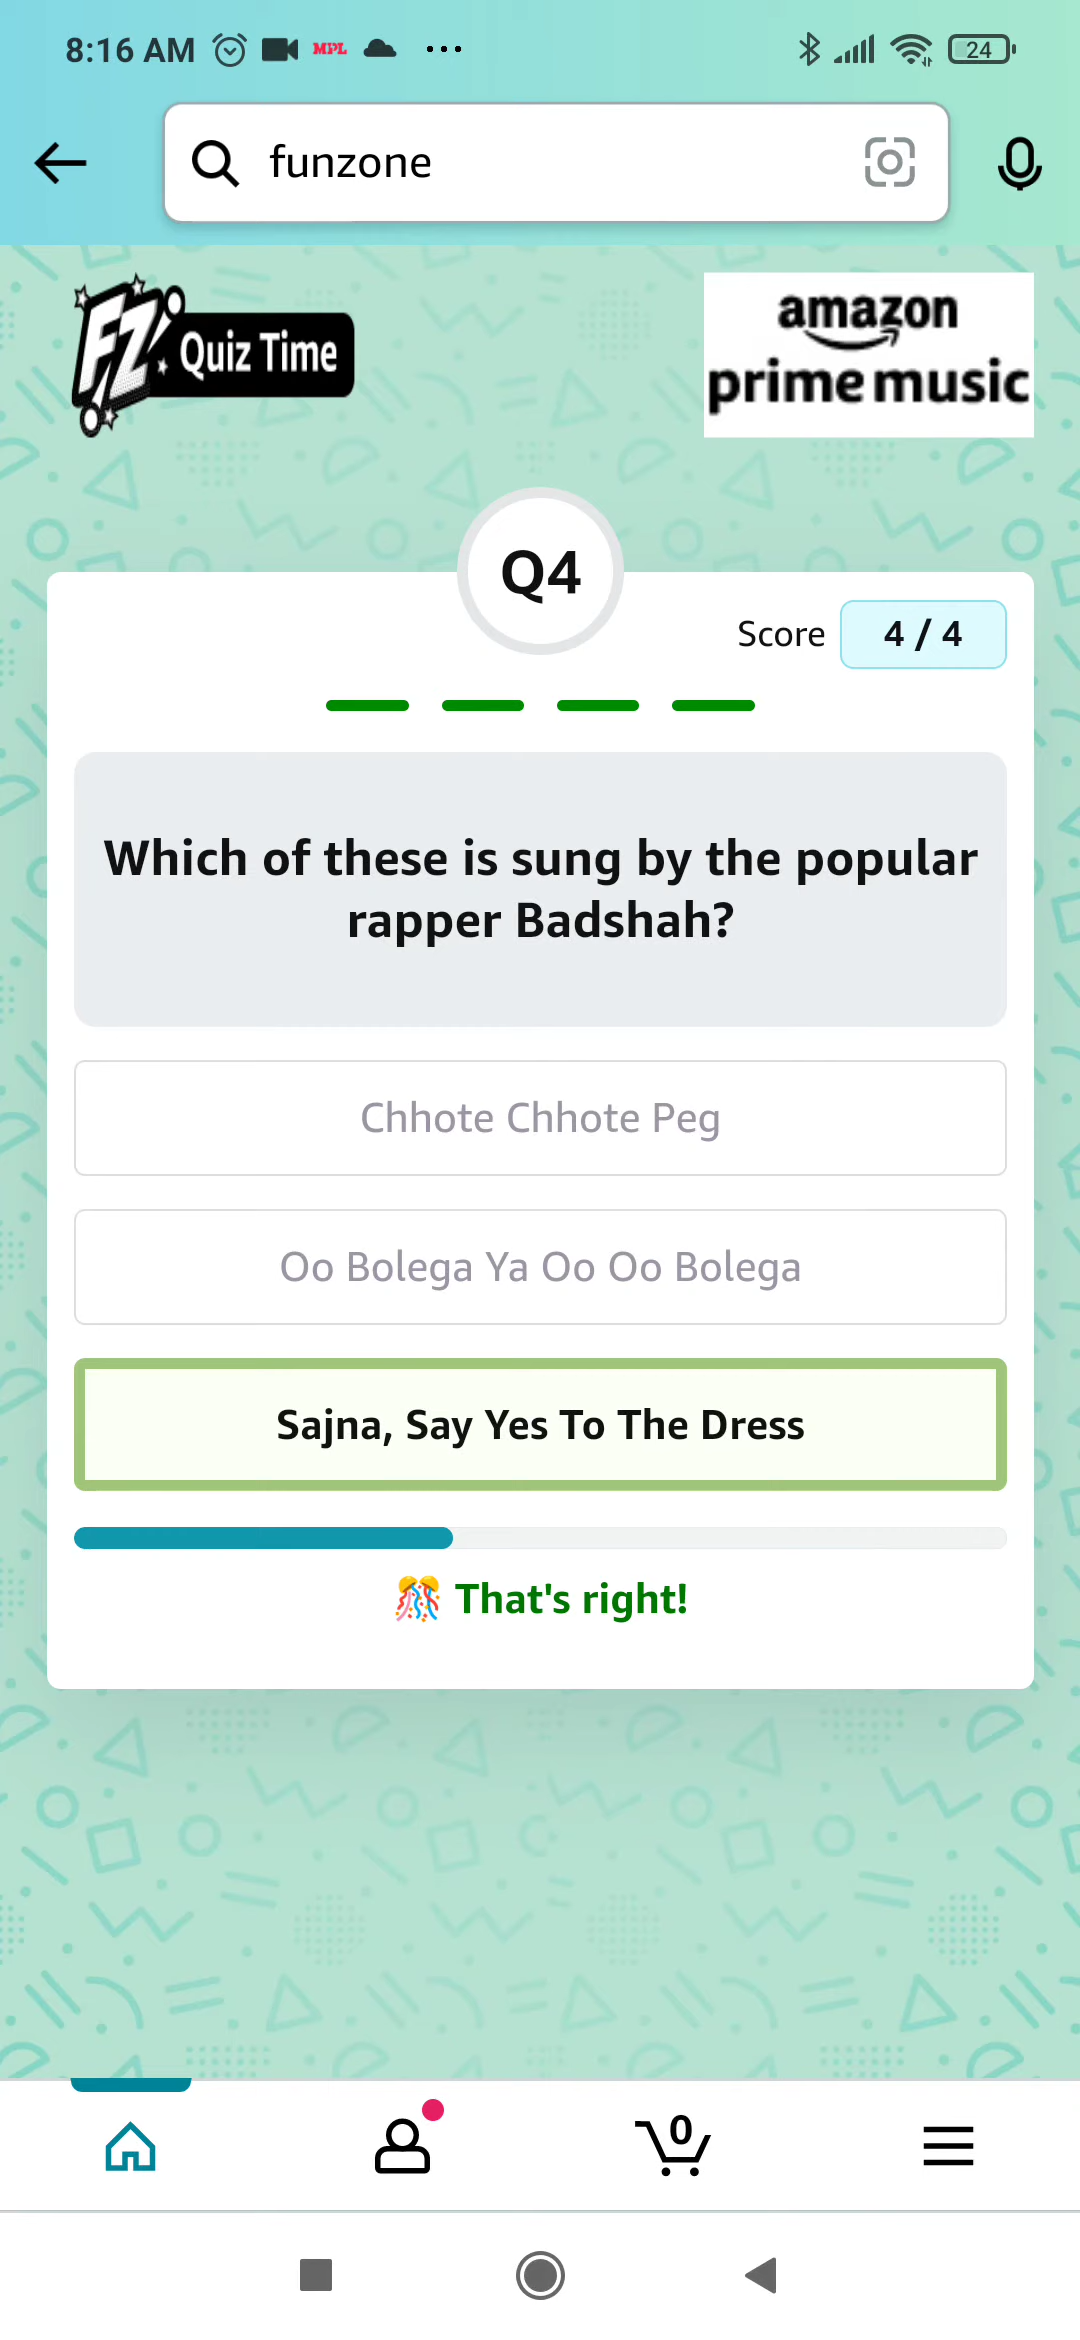 8:16 AM MPL ... 24
funzone
FZ Quiz Time
amazon
prime music
Q4
Score 4 / 4
Which of these is sung by the popular
rapper Badshah?
Chhote Chhote Peg
Oo Bolega Ya Oo Oo Bolega
Sajna, Say Yes To The Dress
🎊 That's right!
0